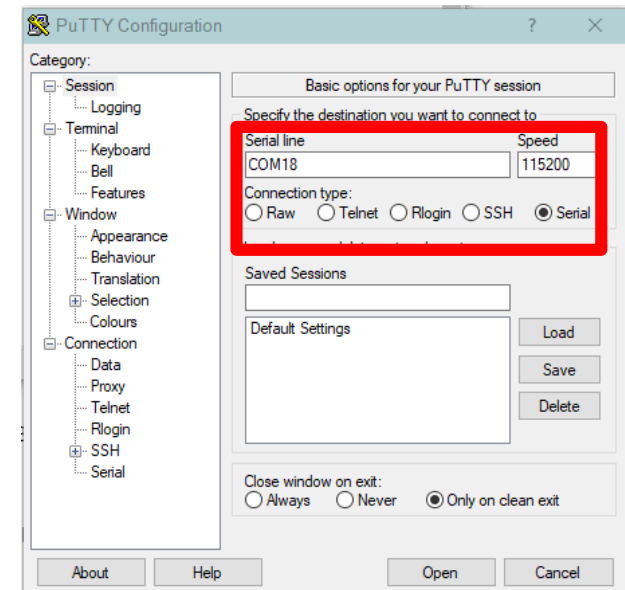 PuTTY Configuration ? ×
Category:
Session
Logging
Terminal
Keyboard
Bell
Features
Window
Appearance
Behaviour
Translation
Selection
Colours
Connection
Data
Proxy
Telnet
Rlogin
SSH
Serial
Basic options for your PuTTY session
Specify the destination you want to connect to
Serial line Speed
COM18 115200
Connection type:
Raw Telnet Rlogin SSH Serial
Saved Sessions
Default Settings
Load
Save
Delete
Close window on exit:
Always Never Only on clean exit
About Help Open Cancel